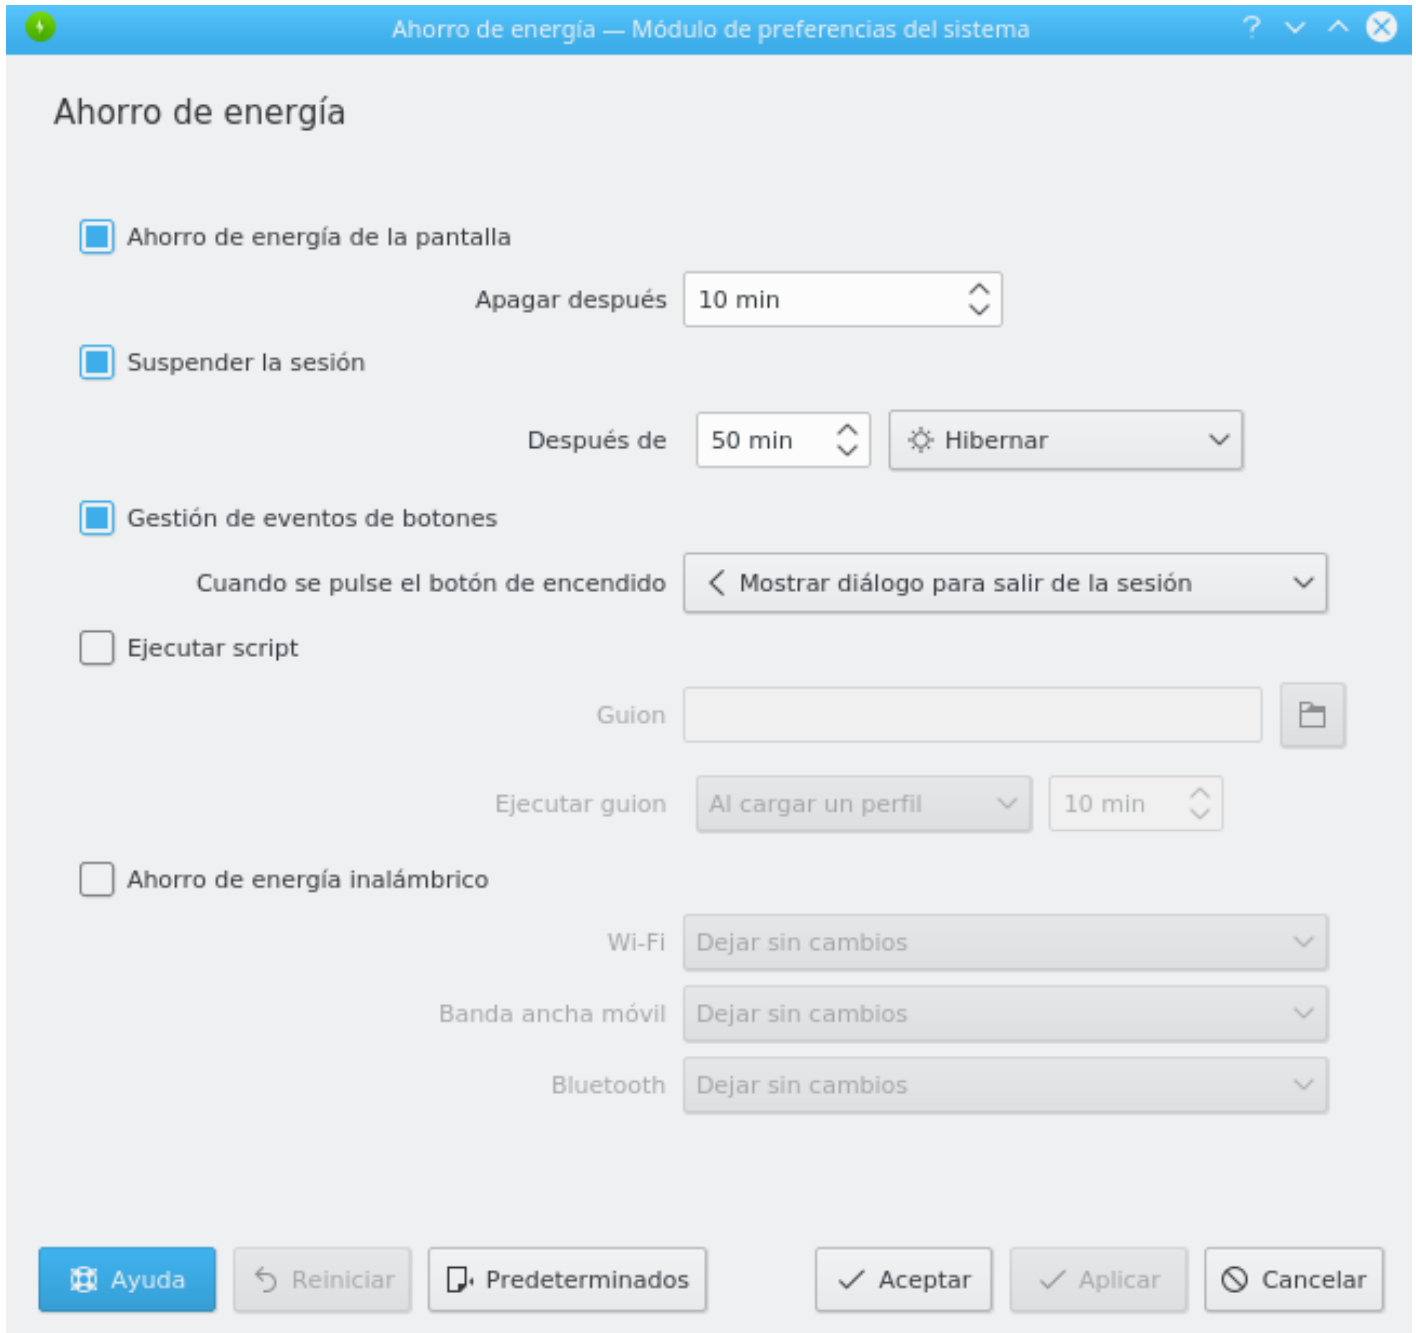 Ahorro de energía — Módulo de preferencias del sistema
Ahorro de energía
Ahorro de energía de la pantalla
Apagar después 10 min
Suspender la sesión
Después de 50 min Hibernar
Gestión de eventos de botones
Cuando se pulse el botón de encendido Mostrar diálogo para salir de la sesión
Ejecutar script
Guion
Ejecutar guion Al cargar un perfil 10 min
Ahorro de energía inalámbrico
Wi-Fi Dejar sin cambios
Banda ancha móvil Dejar sin cambios
Bluetooth Dejar sin cambios
Ayuda Reiniciar Predeterminados Aceptar Aplicar Cancelar